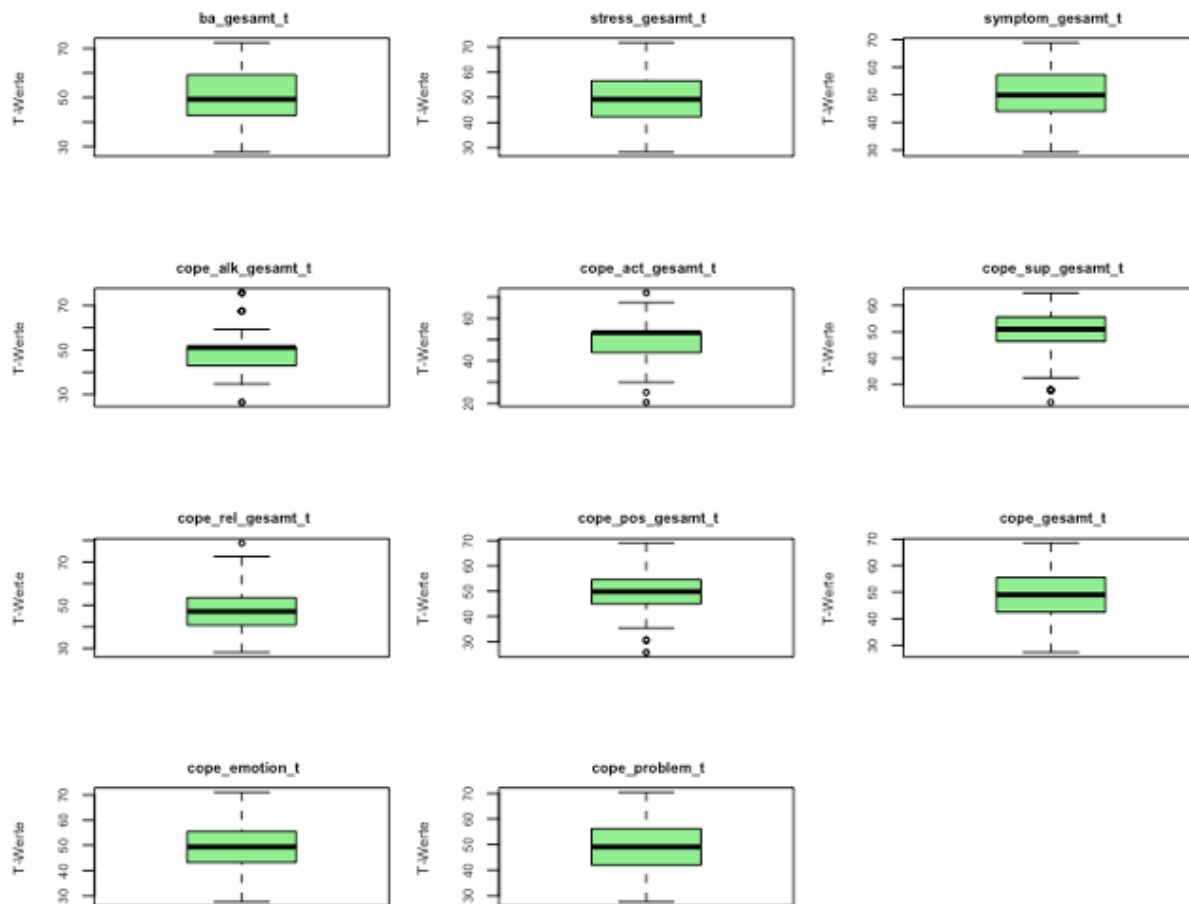 ba_gesamt_t
stress_gesamt_t
symptom_gesamt_t
T-Werte
30
50
70
T-Werte
30
40
50
60
70
T-Werte
30
40
50
60
70
cope_alk_gesamt_t
cope_act_gesamt_t
cope_sup_gesamt_t
T-Werte
30
50
70
T-Werte
20
40
60
T-Werte
30
40
50
60
cope_rel_gesamt_t
cope_pos_gesamt_t
cope_gesamt_t
T-Werte
30
50
70
T-Werte
30
40
50
60
70
T-Werte
30
40
50
60
70
cope_emotion_t
cope_problem_t
T-Werte
30
40
50
60
70
T-Werte
30
40
50
60
70